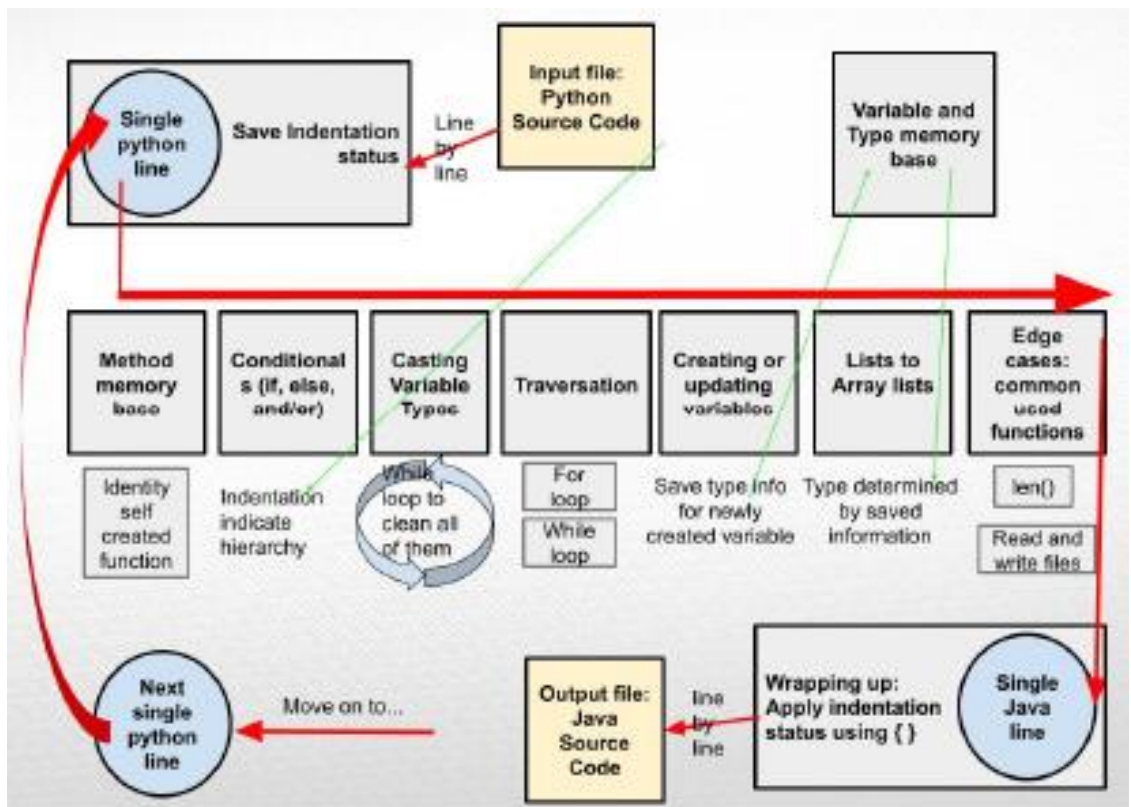 Single
python
line
Save Indentation
status
Line
by
line
Input file:
Python
Source Code
Variable and
Type memory
base
Method
memory
base
Conditional
s (if, else,
and/or)
Casting
Variable
Types
Traversation
Creating or
updating
variables
Lists to
Array lists
Edge
cases:
common
used
functions
Identity
self
created
function
Indentation
indicate
hierarchy
While
loop to
clean all
of them
For
loop
While
loop
Save type info
for newly
created variable
Type determined
by saved
information
len()
Read and
write files
Next
single
python
line
Move on to...
Output file:
Java
Source
Code
line
by
line
Wrapping up:
Apply indentation
status using { }
Single
Java
line